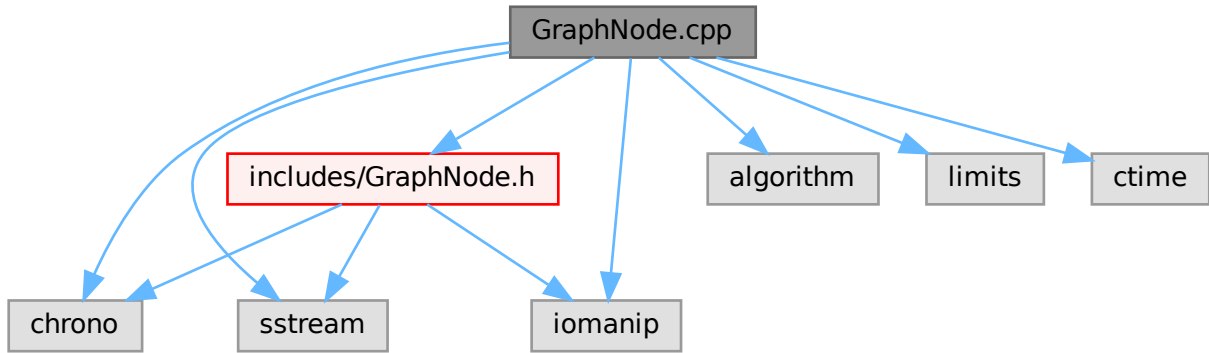 GraphNode.cpp
includes/GraphNode.h
algorithm
limits
ctime
chrono
sstream
iomanip